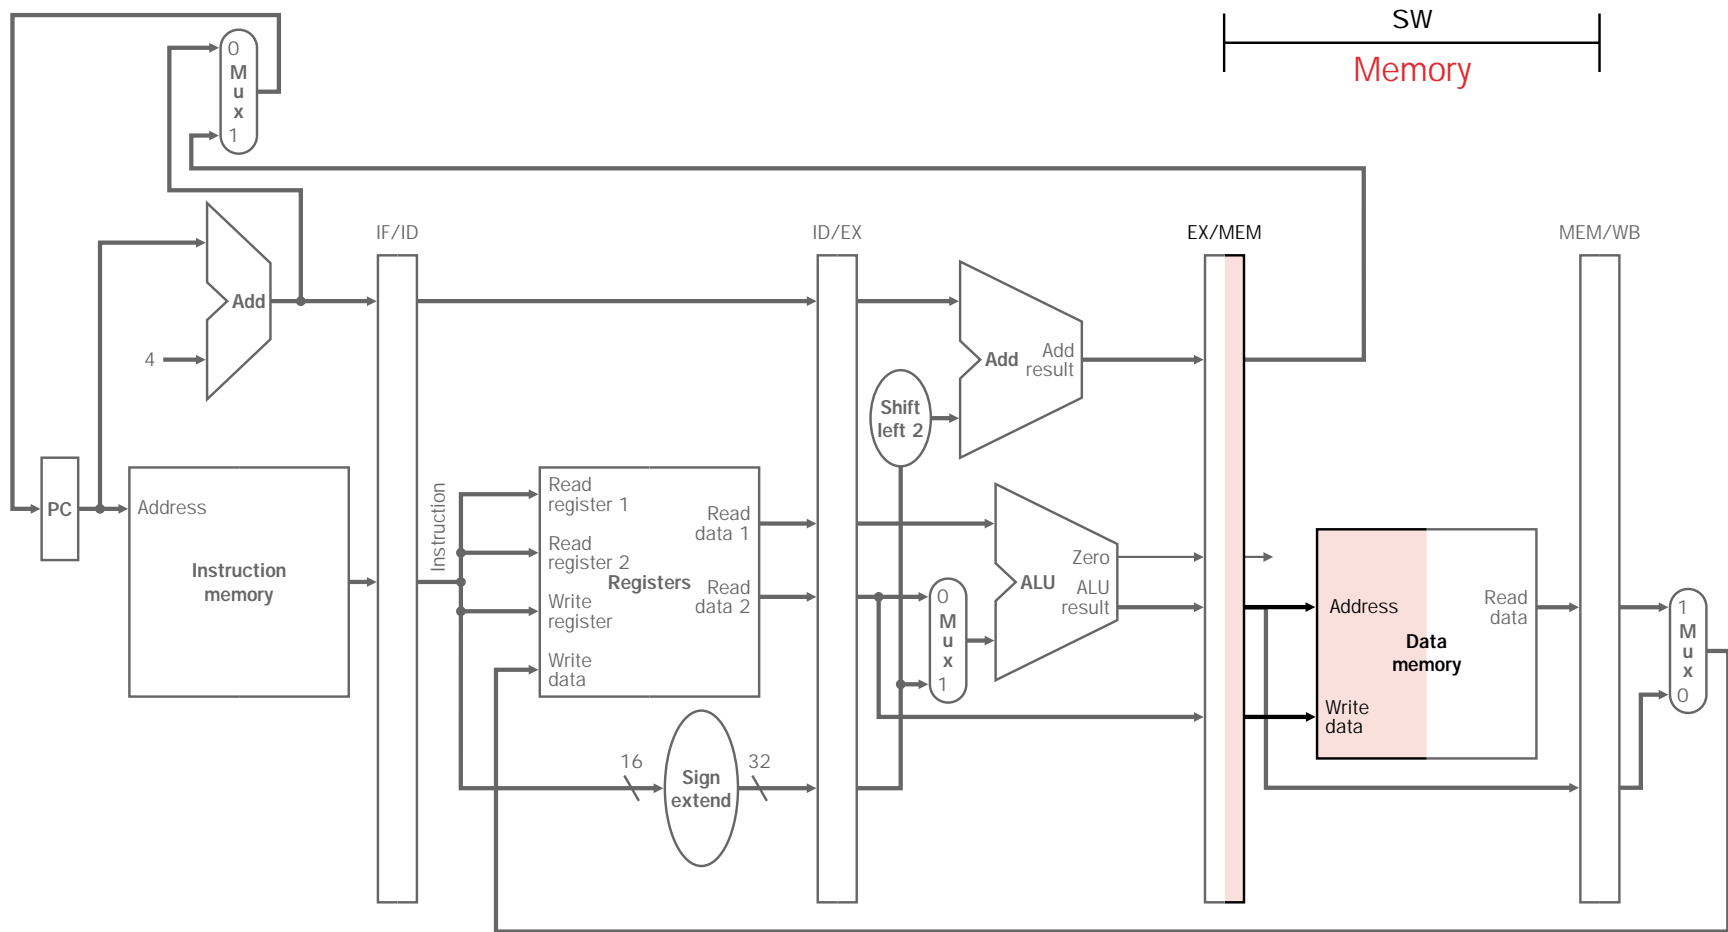 SW
Memory
0
M
u
x
1
IF/ID
ID/EX
EX/MEM
MEM/WB
Add
4
Add
Add
result
Shift
left 2
PC
Address
Instruction
memory
Instruction
Read
register 1
Read
register 2
Write
register
Write
data
Registers
Read
data 1
Read
data 2
16
Sign
extend
32
0
M
u
x
1
Zero
ALU
ALU
result
Address
Read
data
Data
memory
Write
data
1
M
u
x
0